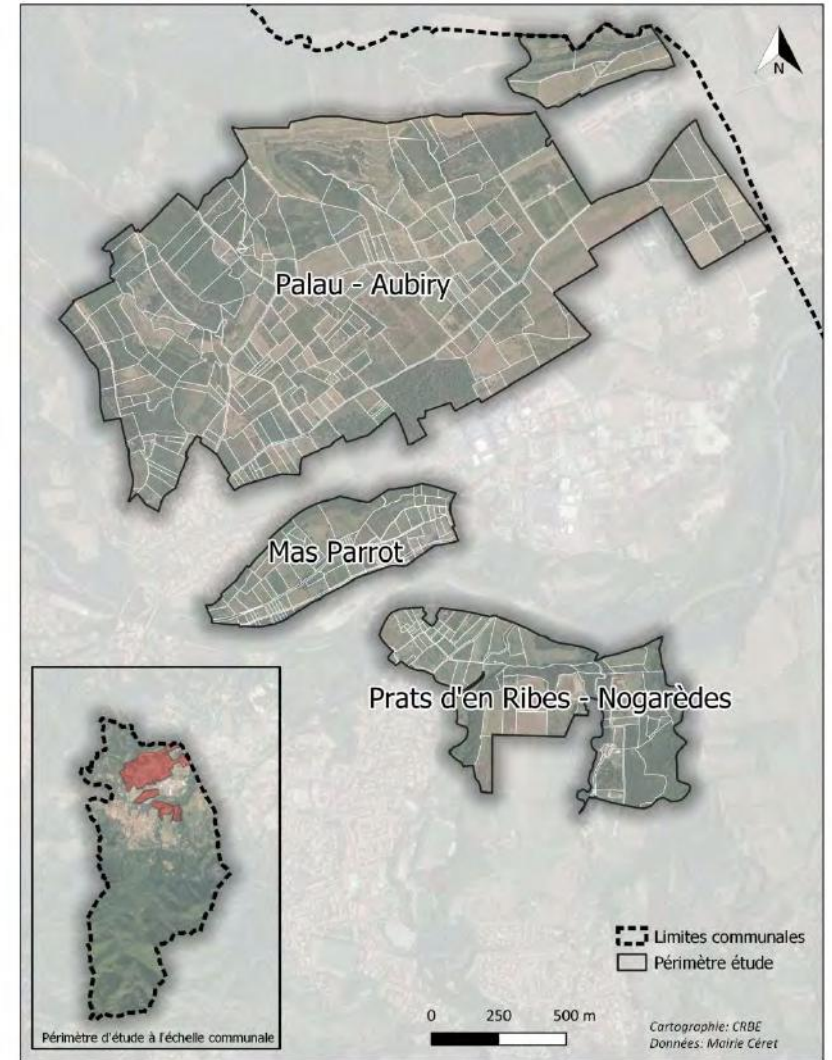 N
Palau - Aubiry
Mas Parrot
Prats d'en Ribes - Nogarèdes
Périmètre d'étude à l'échelle communale
Limites communales
Périmètre étude
0 250 500 m
Cartographie: CRBE
Données: Mairie Céret